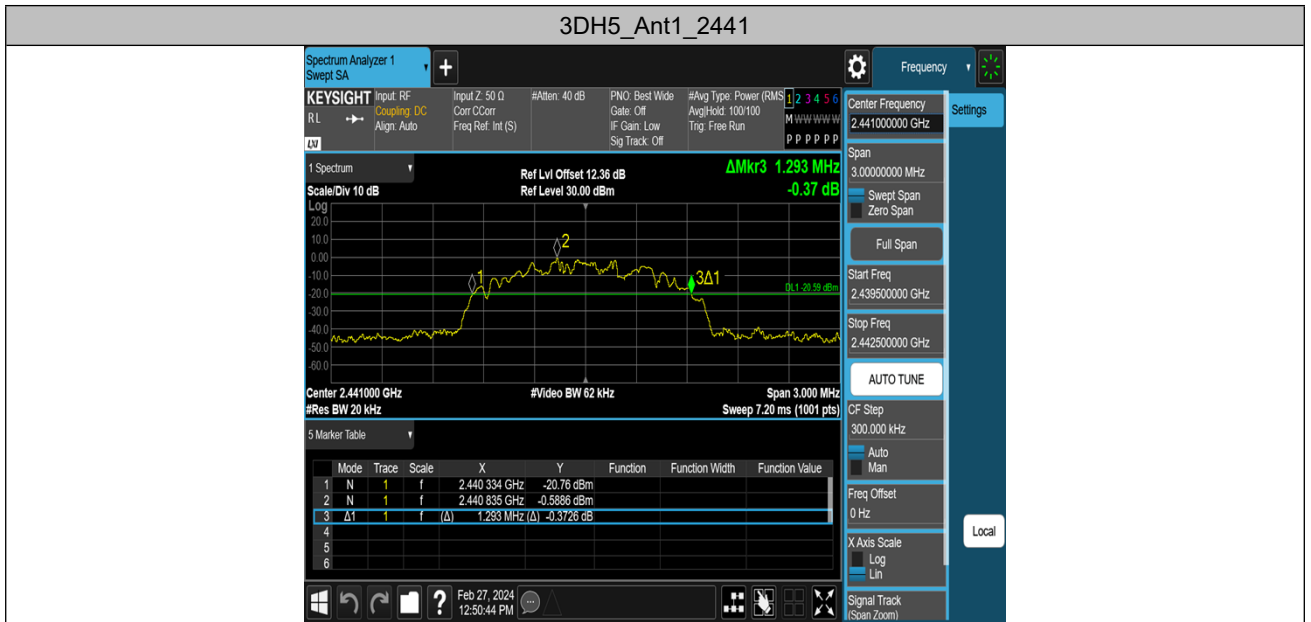 3DH5_Ant1_2441
Spectrum Analyzer 1
Swept SA
+
Frequency
KEYSIGHT
RL
LXI
Input: RF
Coupling: DC
Align: Auto
Input Z: 50 Ω
Corr CCorr
Freq Ref: Int (S)
#Atten: 40 dB
PNO: Best Wide
Gate: Off
IF Gain: Low
Sig Track: Off
#Avg Type: Power (RMS
Avg|Hold: 100/100
Trig: Free Run
1 2 3 4 5 6
M W W W W W
P P P P P P
1 Spectrum
Scale/Div 10 dB
Ref Lvl Offset 12.36 dB
Ref Level 30.00 dBm
ΔMkr3 1.293 MHz
-0.37 dB
Log
20.0
10.0
0.00
-10.0
-20.0
-30.0
-40.0
-50.0
-60.0
1
2
3Δ1
DL1 -20.59 dBm
Center 2.441000 GHz
#Video BW 62 kHz
Span 3.000 MHz
#Res BW 20 kHz
Sweep 7.20 ms (1001 pts)
5 Marker Table
Mode Trace Scale X Y Function Function Width Function Value
1 N 1 f 2.440 334 GHz -20.76 dBm
2 N 1 f 2.440 835 GHz -0.5886 dBm
3 Δ1 1 f (Δ) 1.293 MHz (Δ) -0.3726 dB
4
5
6
?
Feb 27, 2024
12:50:44 PM
Center Frequency
2.441000000 GHz
Span
3.00000000 MHz
Swept Span
Zero Span
Full Span
Start Freq
2.439500000 GHz
Stop Freq
2.442500000 GHz
AUTO TUNE
CF Step
300.000 kHz
Auto
Man
Freq Offset
0 Hz
X Axis Scale
Log
Lin
Signal Track
(Span Zoom)
Settings
Local